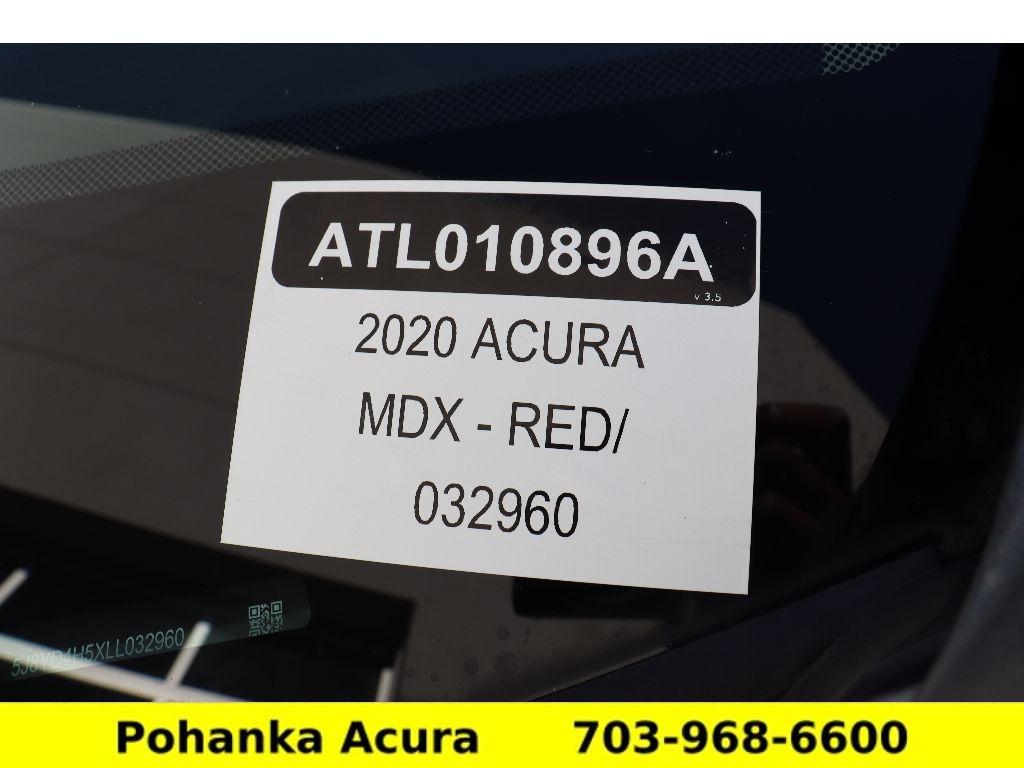 ATL010896A
v 3.5
2020 ACURA
MDX - RED/
032960
5J8YD4H5XLL032960
Pohanka Acura 703-968-6600